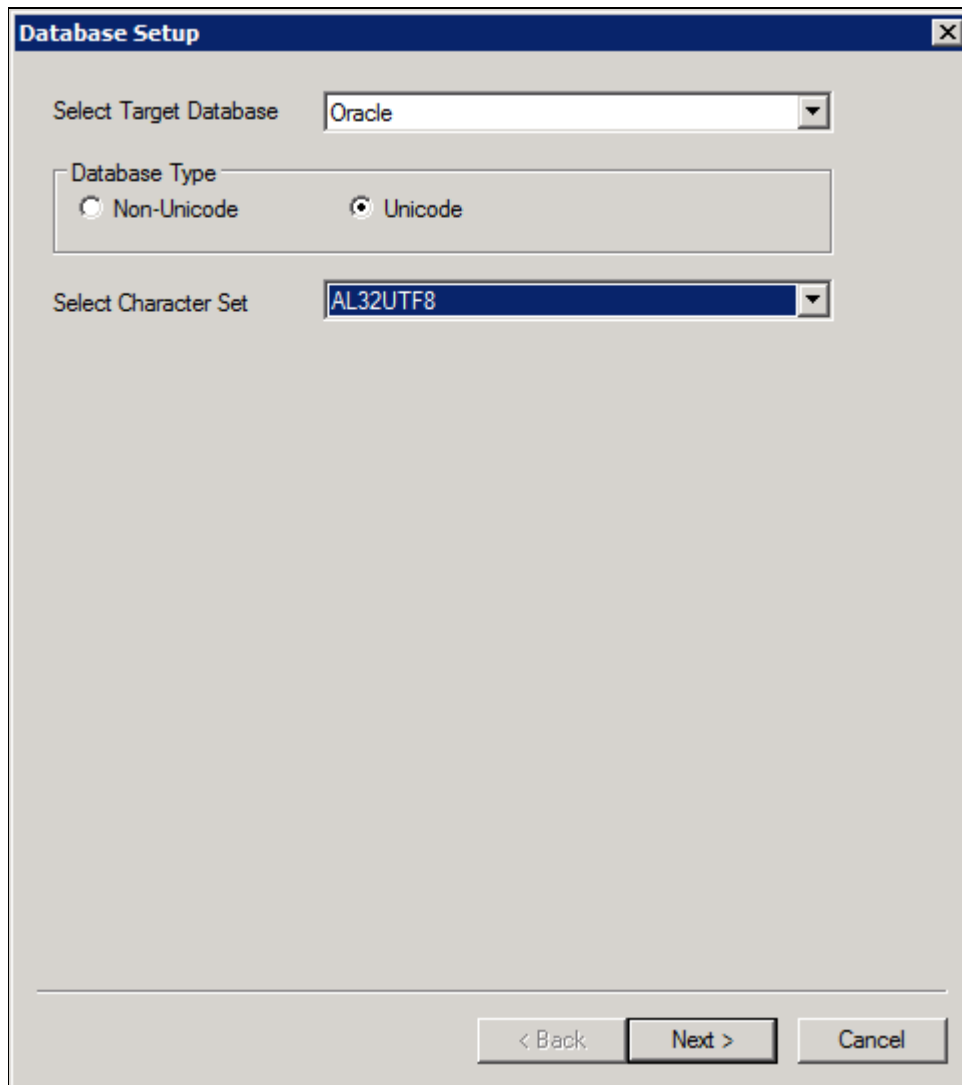 Database Setup
Select Target Database Oracle
Database Type
Non-Unicode Unicode
Select Character Set AL32UTF8
< Back Next > Cancel